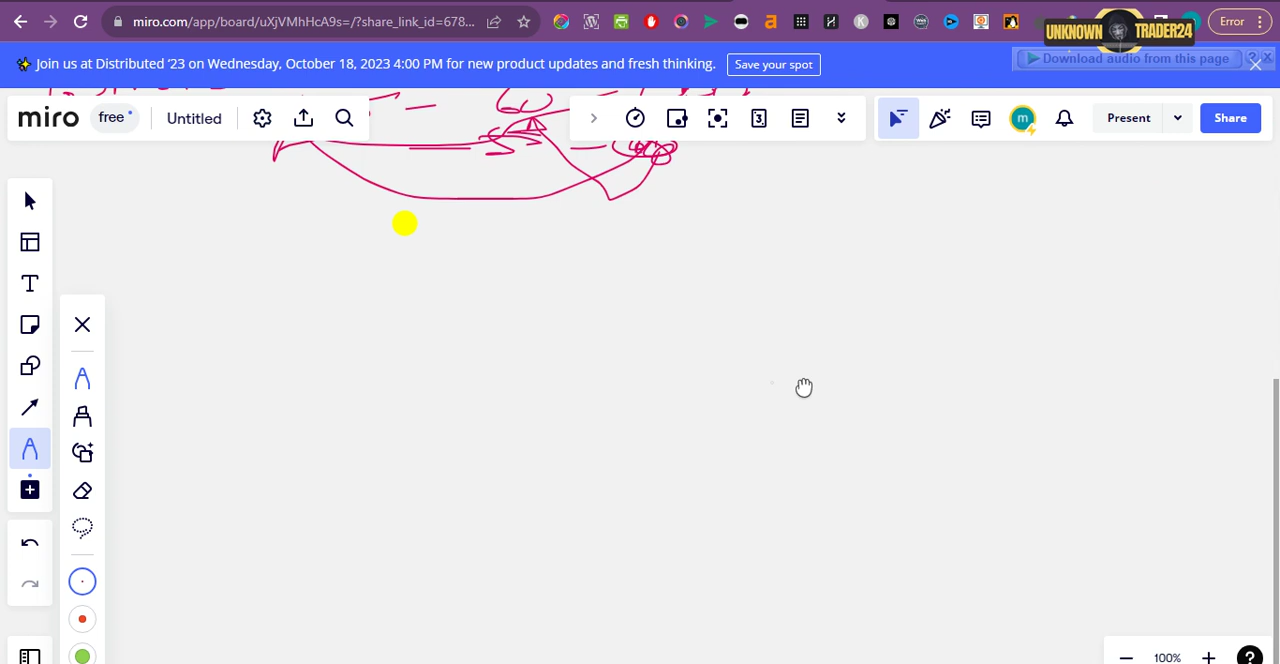 miro.com/app/board/uXjVMhHcA9s=/?share_link_id=678...
Error
UNKNOWN TRADER24
Join us at Distributed '23 on Wednesday, October 18, 2023 4:00 PM for new product updates and fresh thinking.
Save your spot
Download audio from this page
miro
free
Untitled
Present
Share
100%